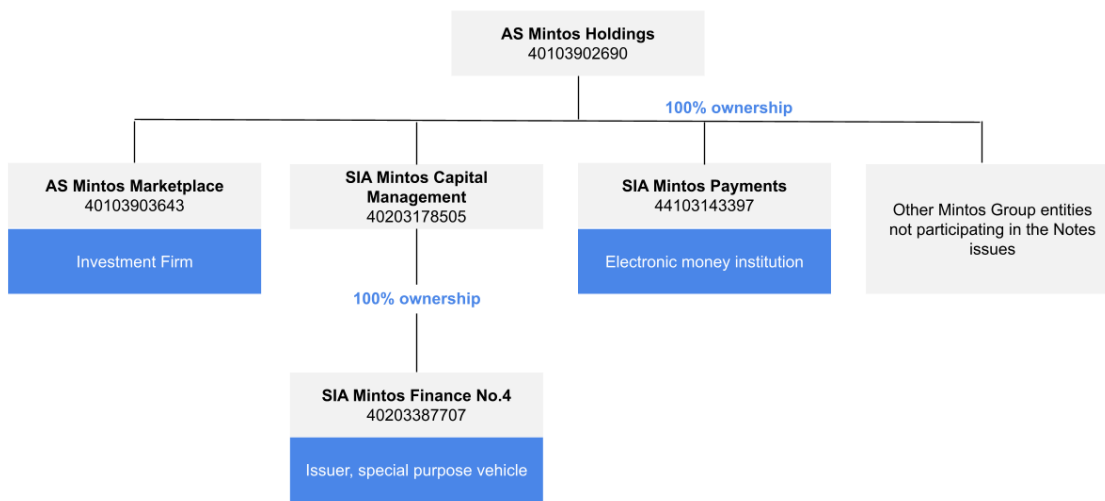 AS Mintos Holdings
40103902690
100% ownership
AS Mintos Marketplace
40103903643
Investment Firm
SIA Mintos Capital
Management
40203178505
SIA Mintos Payments
44103143397
Electronic money institution
Other Mintos Group entities
not participating in the Notes
issues
100% ownership
SIA Mintos Finance No.4
40203387707
Issuer, special purpose vehicle